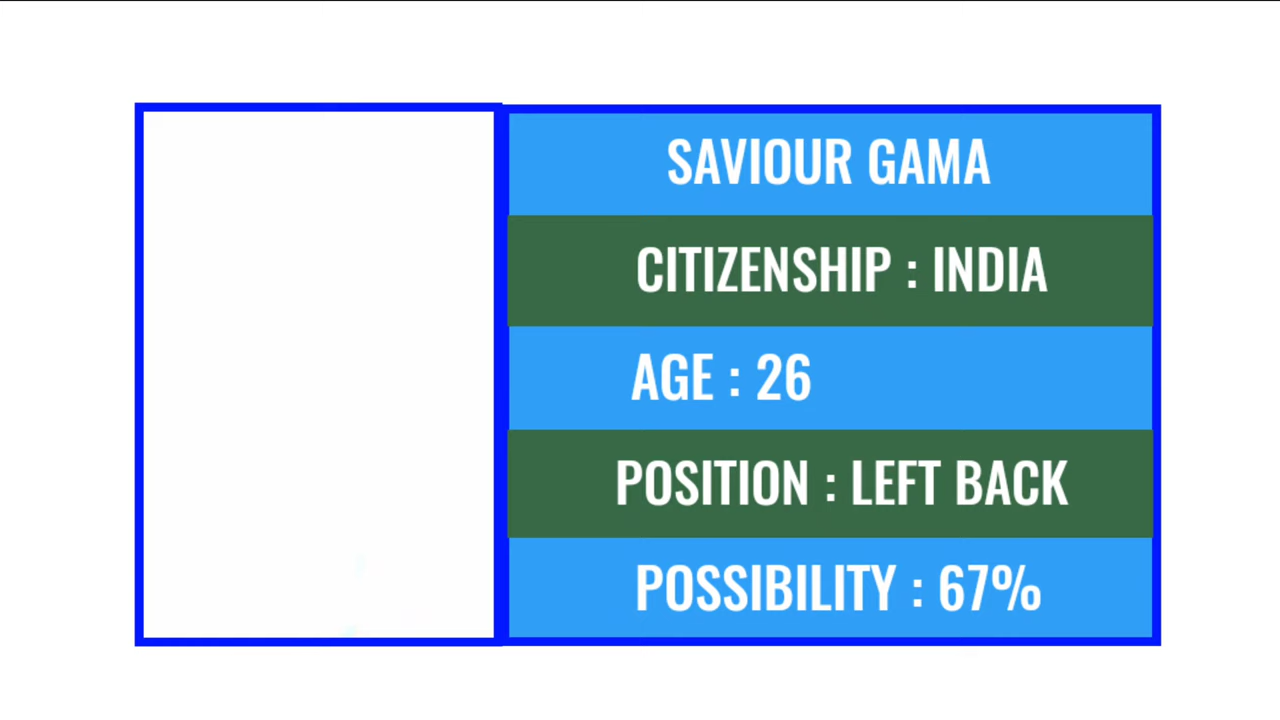 SAVIOUR GAMA
CITIZENSHIP : INDIA
AGE : 26
POSITION : LEFT BACK
POSSIBILITY : 67%